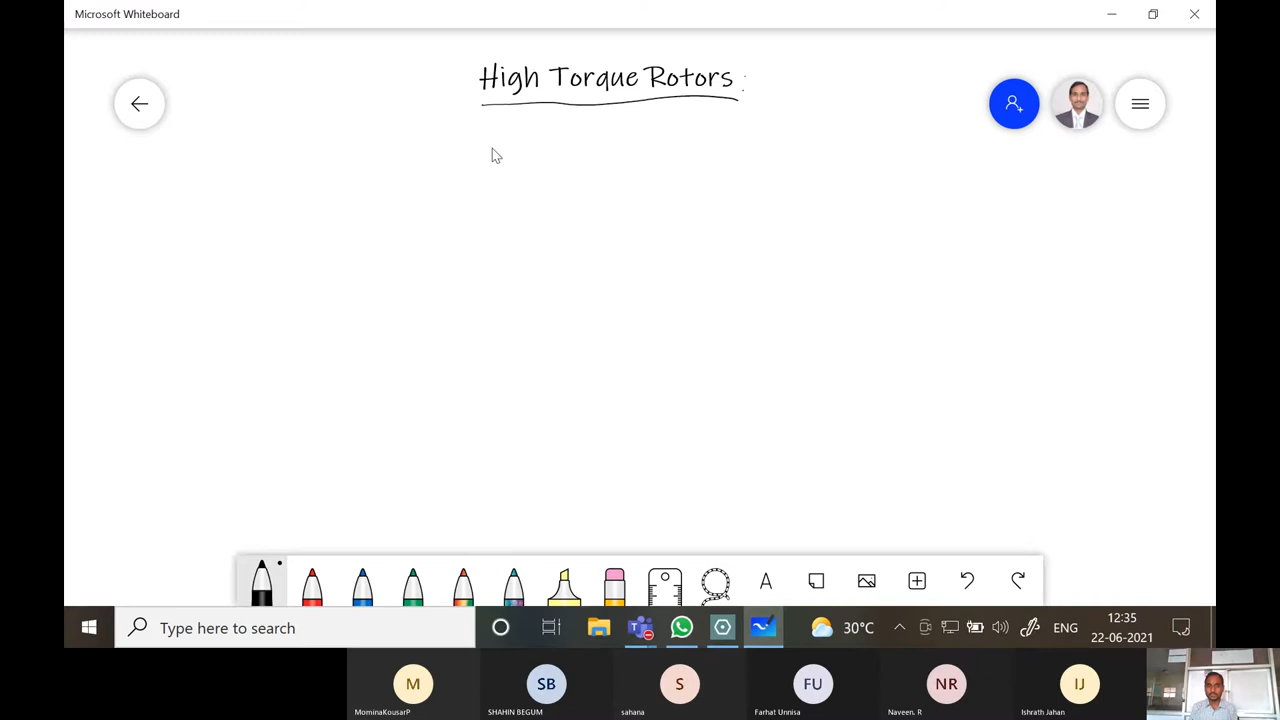 Microsoft Whiteboard
High Torque Rotors :
A
Type here to search
30°C
ENG
12:35
22-06-2021
M
SB
S
FU
NR
IJ
MominaKousarP
SHAHIN BEGUM
sahana
Farhat Unnisa
Naveen. R
Ishrath Jahan